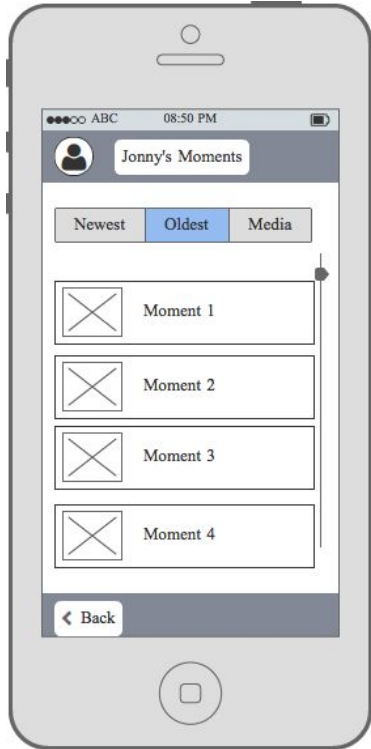 ABC 08:50 PM
Jonny's Moments
Newest Oldest Media
Moment 1
Moment 2
Moment 3
Moment 4
Back